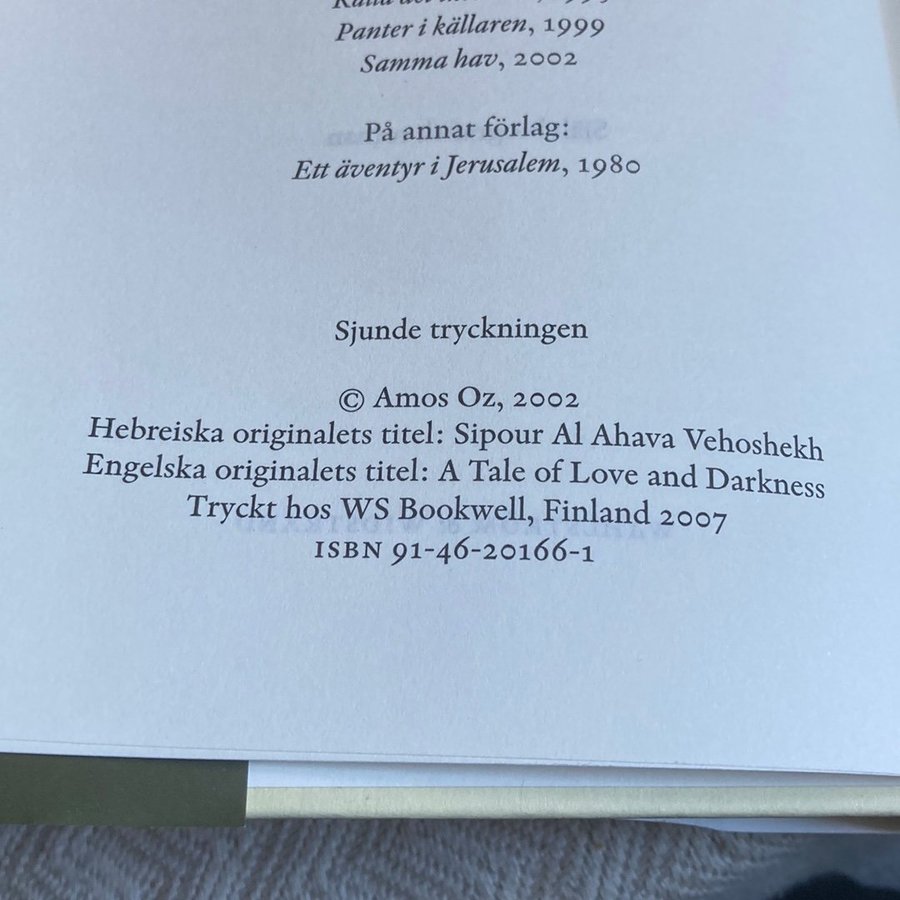 Panter i källaren, 1999
Samma hav, 2002
På annat förlag:
Ett äventyr i Jerusalem, 1980
Sjunde tryckningen
© Amos Oz, 2002
Hebreiska originalets titel: Sipour Al Ahava Vehoshekh
Engelska originalets titel: A Tale of Love and Darkness
Tryckt hos WS Bookwell, Finland 2007
ISBN 91-46-20166-1